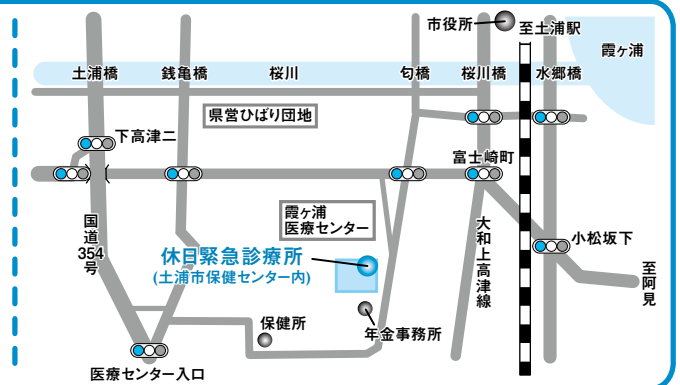 市役所
至土浦駅
霞ヶ浦
土浦橋
銭亀橋
桜川
匂橋
桜川橋
水郷橋
県営ひばり団地
下高津二
富士崎町
国道
354
号
霞ヶ浦
医療センター
大和上高津線
小松坂下
至阿見
休日緊急診療所
(土浦市保健センター内)
保健所
年金事務所
医療センター入口